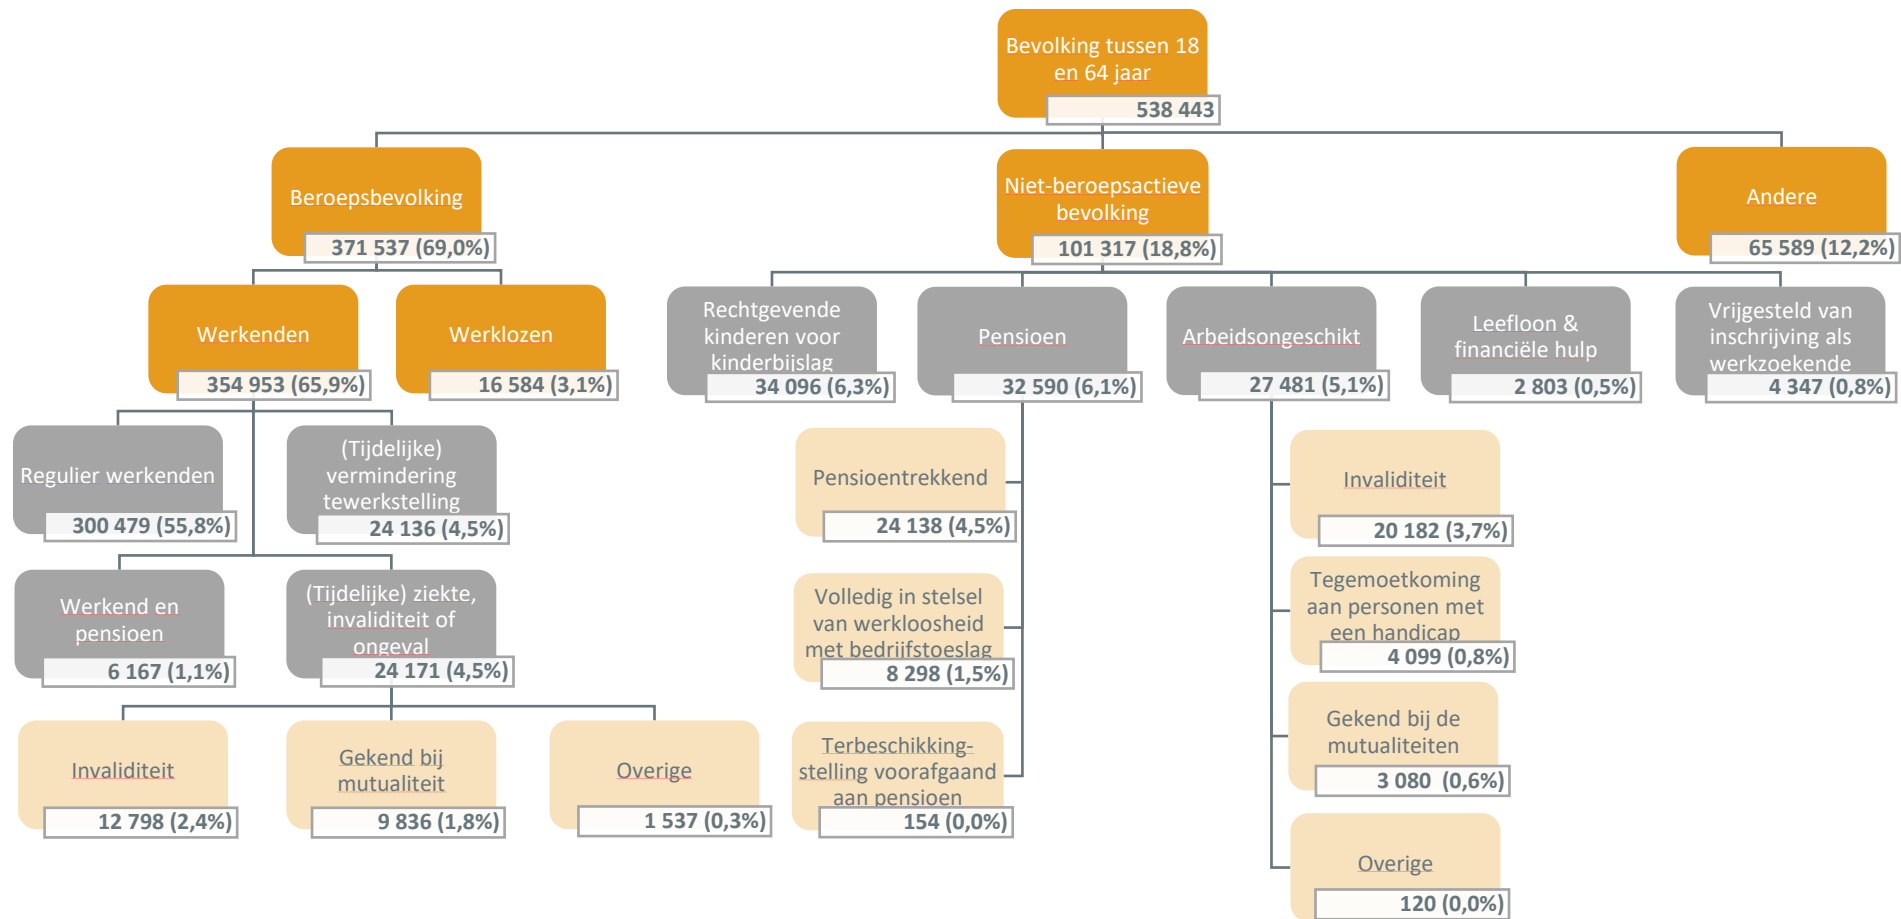 Bevolking tussen 18
en 64 jaar
538 443
Beroepsbevolking
371 537 (69,0%)
Niet-beroepsactieve
bevolking
101 317 (18,8%)
Andere
65 589 (12,2%)
Werkenden
354 953 (65,9%)
Werklozen
16 584 (3,1%)
Rechtgevende
kinderen voor
kinderbijslag
34 096 (6,3%)
Pensioen
32 590 (6,1%)
Arbeidsongeschikt
27 481 (5,1%)
Leefloon &
financiële hulp
2 803 (0,5%)
Vrijgesteld van
inschrijving als
werkzoekende
4 347 (0,8%)
Regulier werkenden
300 479 (55,8%)
(Tijdelijke)
vermindering
tewerkstelling
24 136 (4,5%)
Werkend en
pensioen
6 167 (1,1%)
(Tijdelijke) ziekte,
invaliditeit of
ongeval
24 171 (4,5%)
Invaliditeit
12 798 (2,4%)
Gekend bij
mutualiteit
9 836 (1,8%)
Overige
1 537 (0,3%)
Pensioentrekkend
24 138 (4,5%)
Volledig in stelsel
van werkloosheid
met bedrijfstoeslag
8 298 (1,5%)
Terbeschikking-
stelling voorafgaand
aan pensioen
154 (0,0%)
Invaliditeit
20 182 (3,7%)
Tegemoetkoming
aan personen met
een handicap
4 099 (0,8%)
Gekend bij de
mutualiteiten
3 080 (0,6%)
Overige
120 (0,0%)